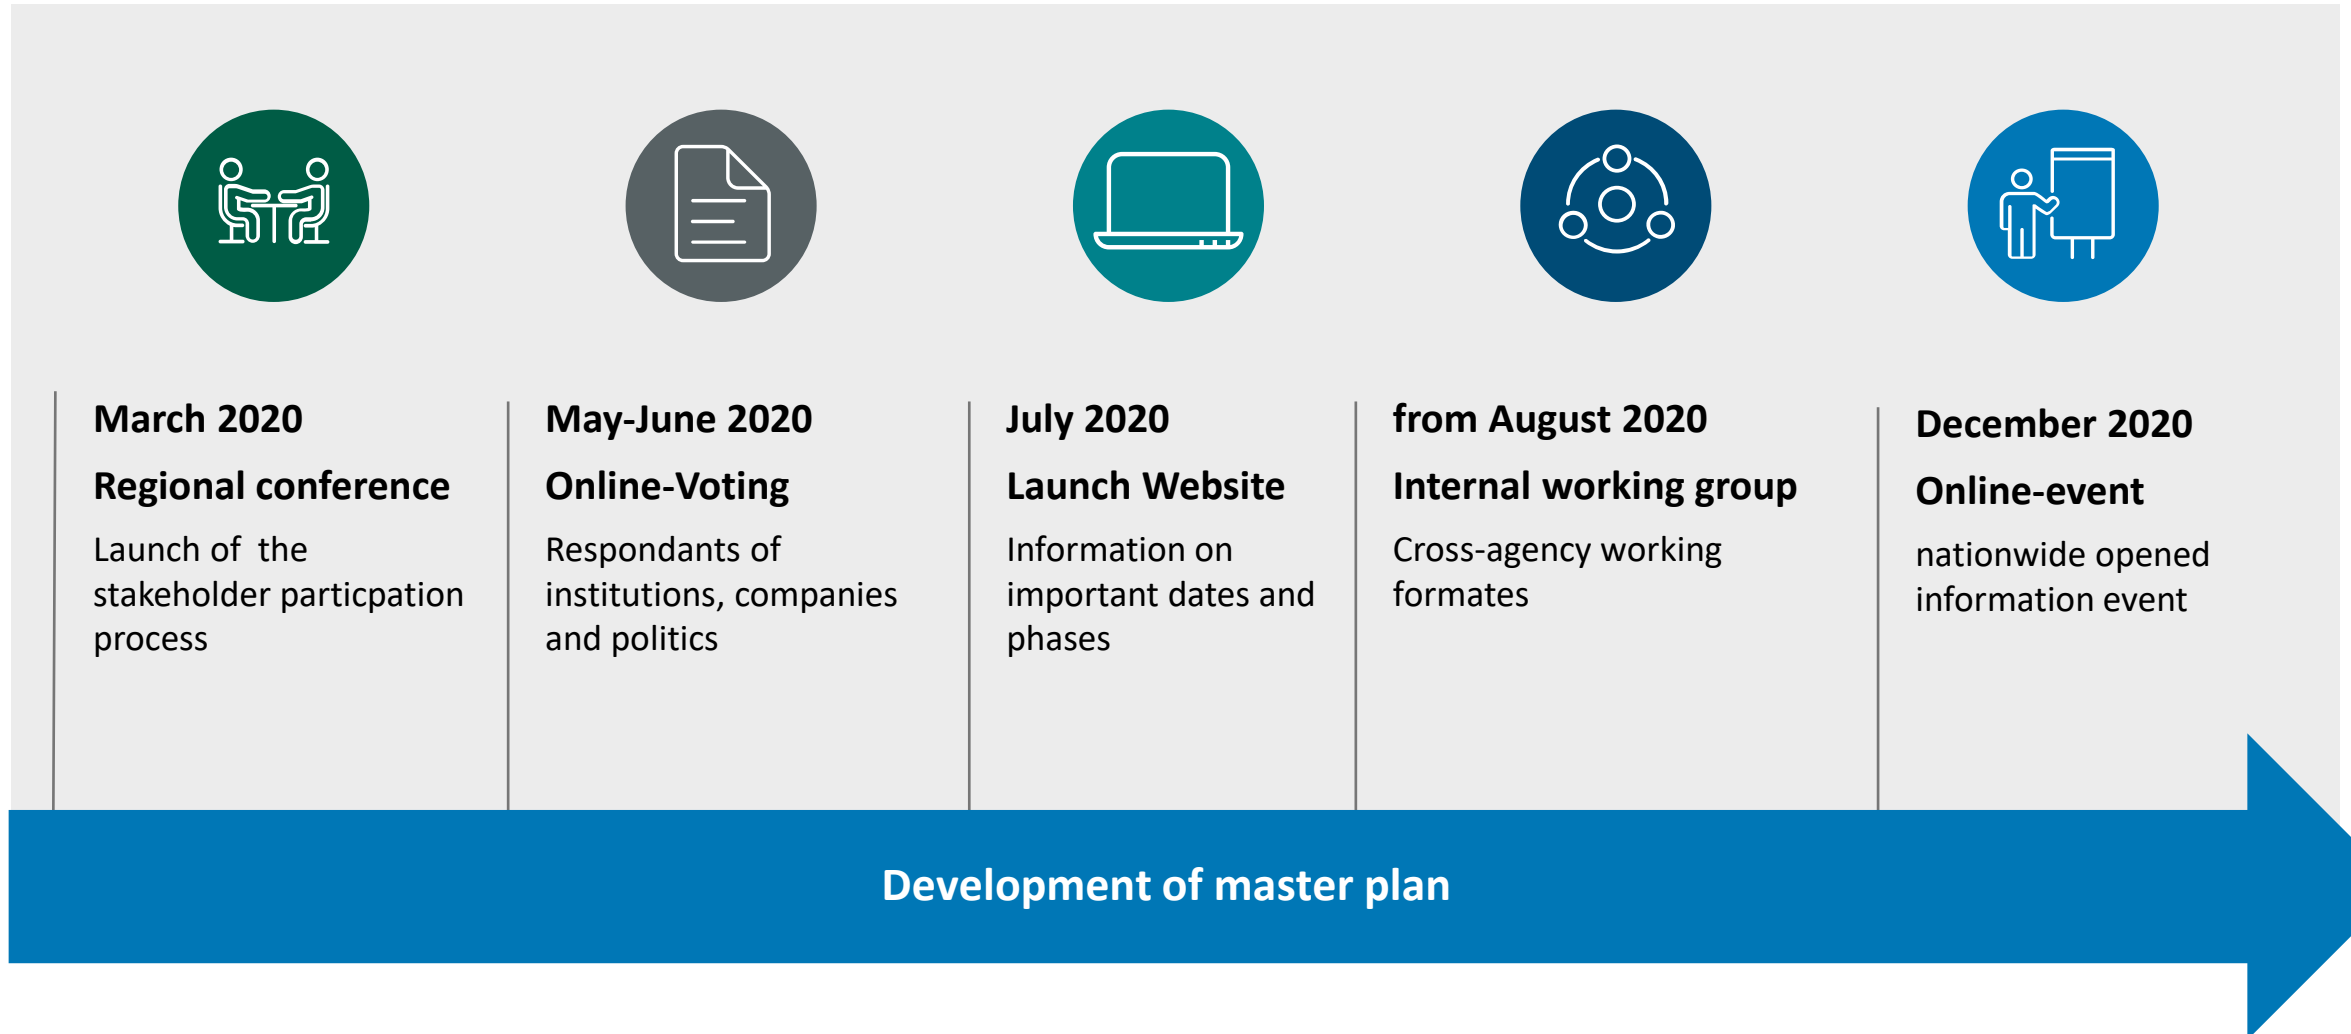 March 2020
Regional conference
Launch of  the
stakeholder particpation
process
May-June 2020
Online-Voting
Respondants of
institutions, companies
and politics
July 2020
Launch Website
Information on
important dates and
phases
from August 2020
Internal working group
Cross-agency working
formates
December 2020
Online-event
nationwide opened
information event
Development of master plan